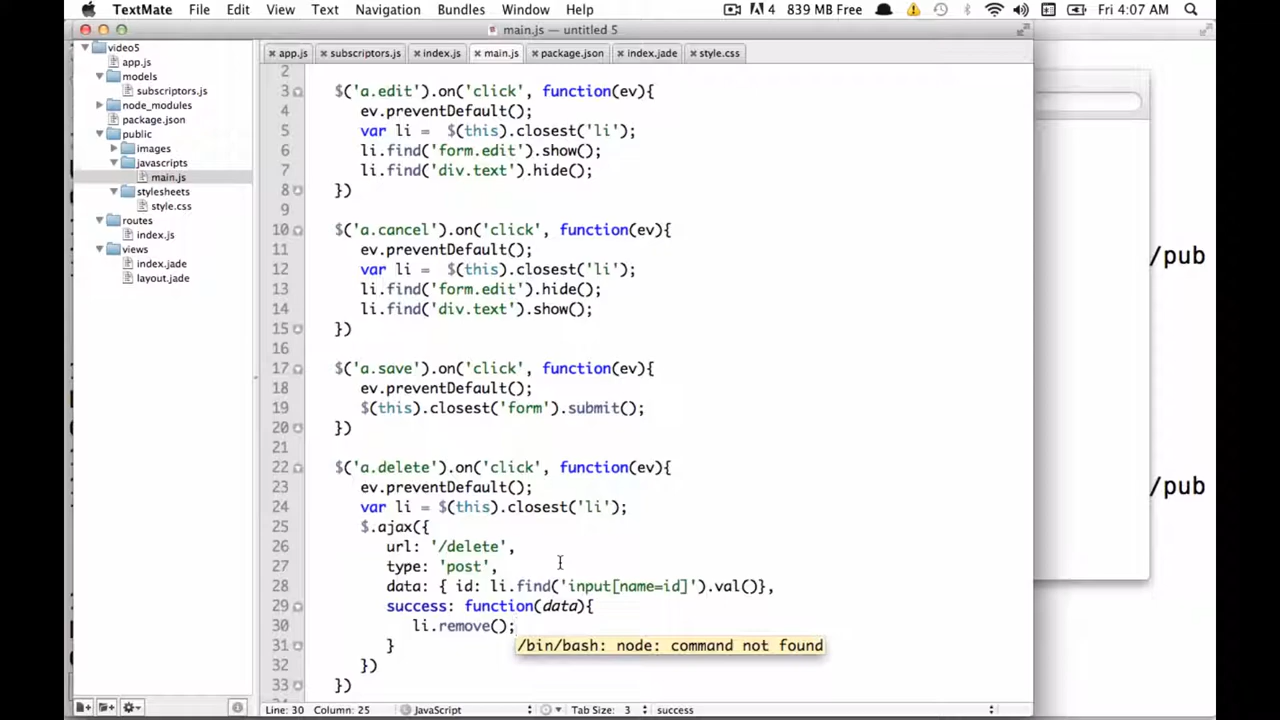 TextMate File Edit View Text Navigation Bundles Window Help 4 839 MB Free Fri 4:07 AM
main.js — untitled 5
video5
app.js
models
subscriptors.js
node_modules
package.json
public
images
javascripts
main.js
stylesheets
style.css
routes
index.js
views
index.jade
layout.jade
app.js subscriptors.js index.js main.js package.json index.jade style.css
2
3 $('a.edit').on('click', function(ev){
4 ev.preventDefault();
5 var li = $(this).closest('li');
6 li.find('form.edit').show();
7 li.find('div.text').hide();
8 })
9
10 $('a.cancel').on('click', function(ev){
11 ev.preventDefault();
12 var li = $(this).closest('li');
13 li.find('form.edit').hide();
14 li.find('div.text').show();
15 })
16
17 $('a.save').on('click', function(ev){
18 ev.preventDefault();
19 $(this).closest('form').submit();
20 })
21
22 $('a.delete').on('click', function(ev){
23 ev.preventDefault();
24 var li = $(this).closest('li');
25 $.ajax({
26 url: '/delete',
27 type: 'post',
28 data: { id: li.find('input[name=id]').val()},
29 success: function(data){
30 li.remove();
31 }
/bin/bash: node: command not found
32 })
33 })
/pub
/pub
Line: 30 Column: 25 JavaScript Tab Size: 3 success